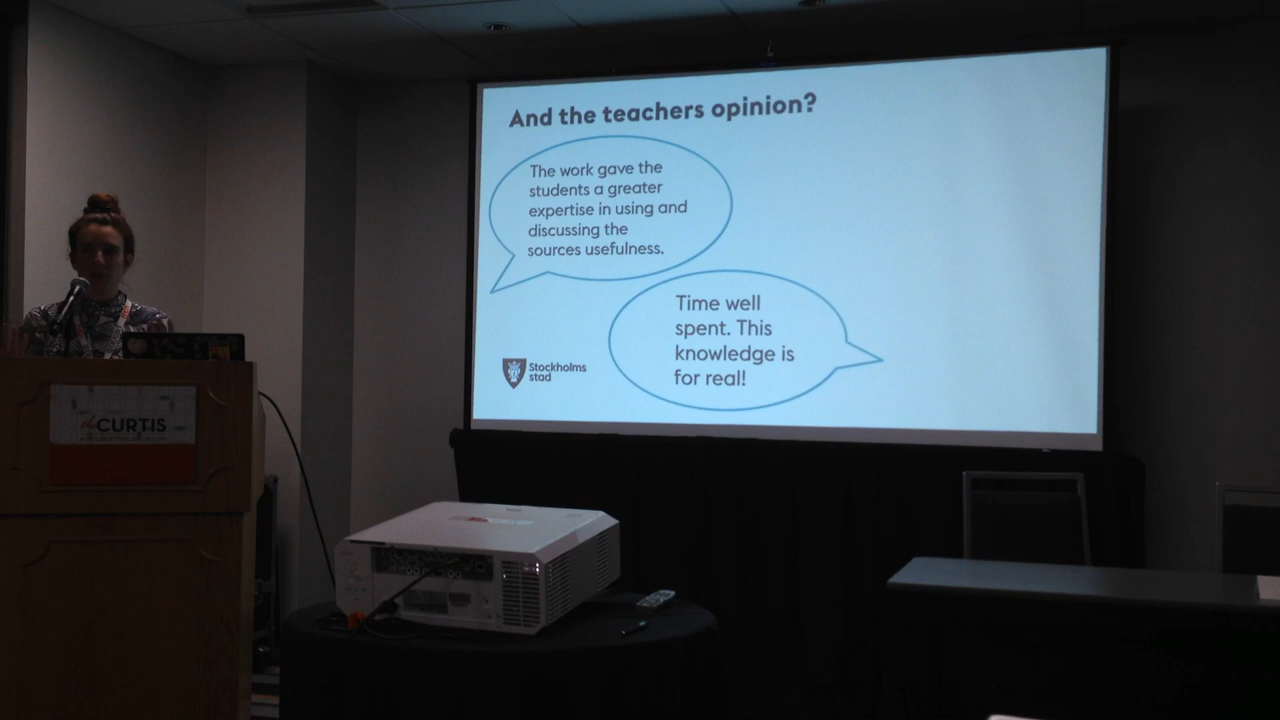 And the teachers opinion?
The work gave the
students a greater
expertise in using and
discussing the
sources usefulness.
Time well
spent. This
knowledge is
for real!
Stockholms
stad
the CURTIS